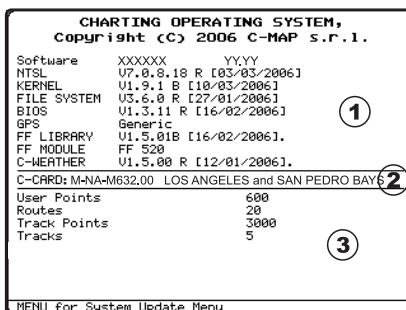 CHARTING OPERATING SYSTEM,
Copyright (C) 2006 C-MAP s.r.l.
Software XXXXXX YY.YY
NTSL V7.0.8.18 R [03/03/2006]
KERNEL V1.9.1 B [10/03/2006]
FILE SYSTEM V3.6.0 R [27/01/2006]
BIOS V1.3.11 R [16/02/2006]
GPS Generic
FF LIBRARY V1.5.01B [16/02/2006].
FF MODULE FF 520
C-WEATHER V1.5.00 R [12/01/2006].
1
C-CARD: M-NA-M632.00 LOS ANGELES and SAN PEDRO BAYS
2
User Points 600
Routes 20
Track Points 3000
Tracks 5
3
MENU for System Update Menu